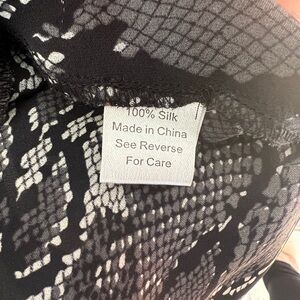 100% Silk
Made in China
See Reverse
For Care